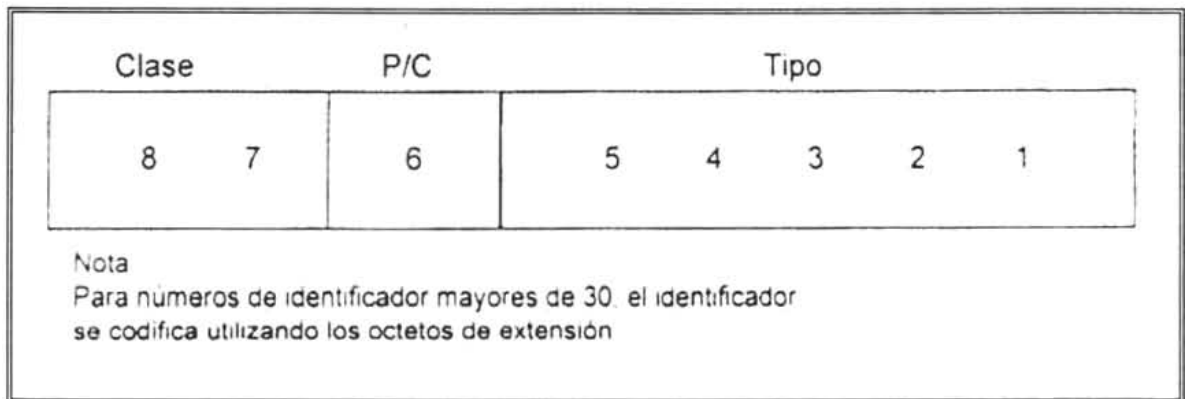 Clase P/C Tipo
8 7 6 5 4 3 2 1
Nota
Para números de identificador mayores de 30. el identificador
se codifica utilizando los octetos de extensión